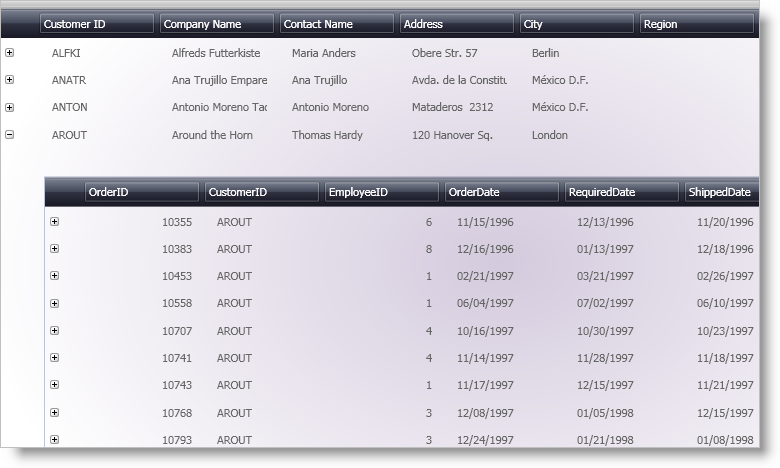 Customer ID Company Name Contact Name Address City Region
ALFKI Alfreds Futterkiste Maria Anders Obere Str. 57 Berlin
ANATR Ana Trujillo Empare Ana Trujillo Avda. de la Constitu México D.F.
ANTON Antonio Moreno Taq Antonio Moreno Mataderos 2312 México D.F.
AROUT Around the Horn Thomas Hardy 120 Hanover Sq. London
OrderID CustomerID EmployeeID OrderDate RequiredDate ShippedDate
10355 AROUT 6 11/15/1996 12/13/1996 11/20/1996
10383 AROUT 8 12/16/1996 01/13/1997 12/18/1996
10453 AROUT 1 02/21/1997 03/21/1997 02/26/1997
10558 AROUT 1 06/04/1997 07/02/1997 06/10/1997
10707 AROUT 4 10/16/1997 10/30/1997 10/23/1997
10741 AROUT 4 11/14/1997 11/28/1997 11/18/1997
10743 AROUT 1 11/17/1997 12/15/1997 11/21/1997
10768 AROUT 3 12/08/1997 01/05/1998 12/15/1997
10793 AROUT 3 12/24/1997 01/21/1998 01/08/1998